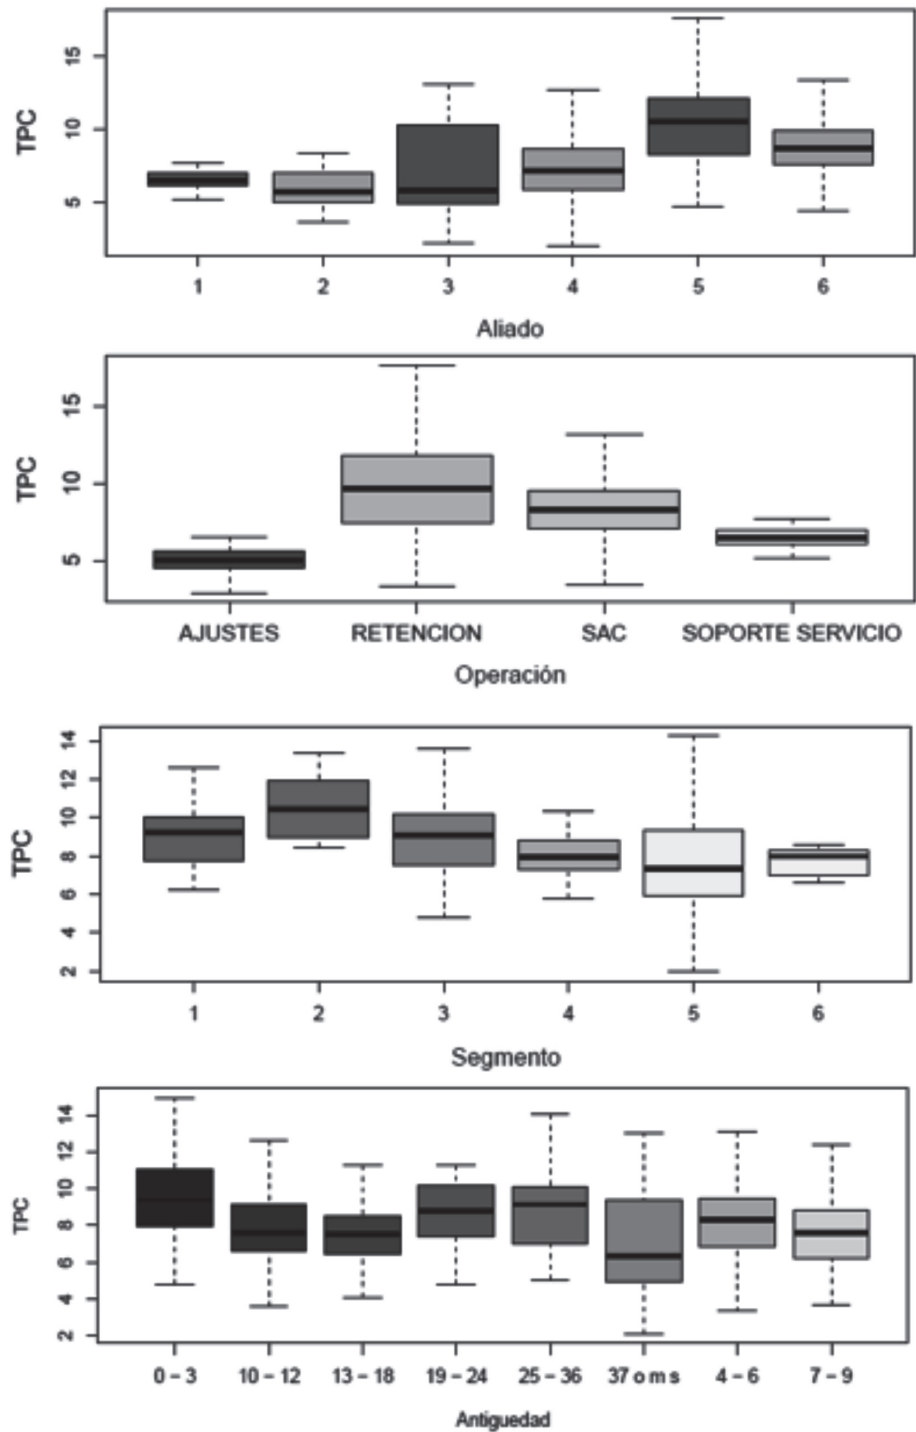 TPC
15
10
5
1 2 3 4 5 6
Aliado
TPC
15
10
5
AJUSTES RETENCION SAC SOPORTE SERVICIO
Operación
TPC
14
12
10
8
6
4
2
1 2 3 4 5 6
Segmento
TPC
14
12
10
8
6
4
2
0 – 3 10 – 12 13 – 18 19 – 24 25 – 36 37 o m s 4 – 6 7 – 9
Antiguedad